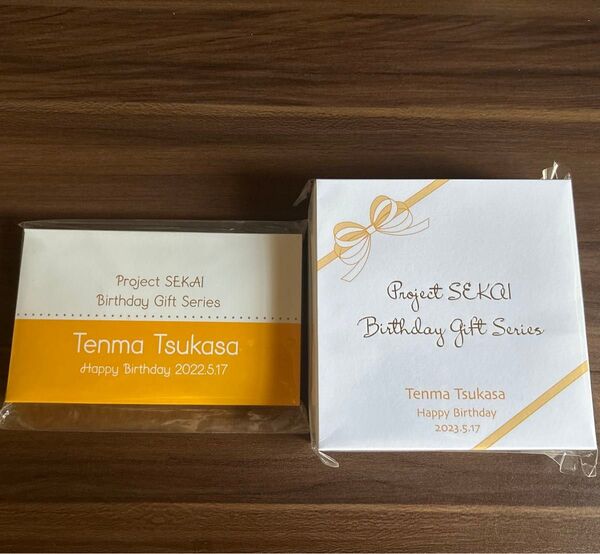 Project SEKAI
Birthday Gift Series
Tenma Tsukasa
Happy Birthday 2022.5.17
Project SEKAI
Birthday Gift Series
Tenma Tsukasa
Happy Birthday
2023.5.17